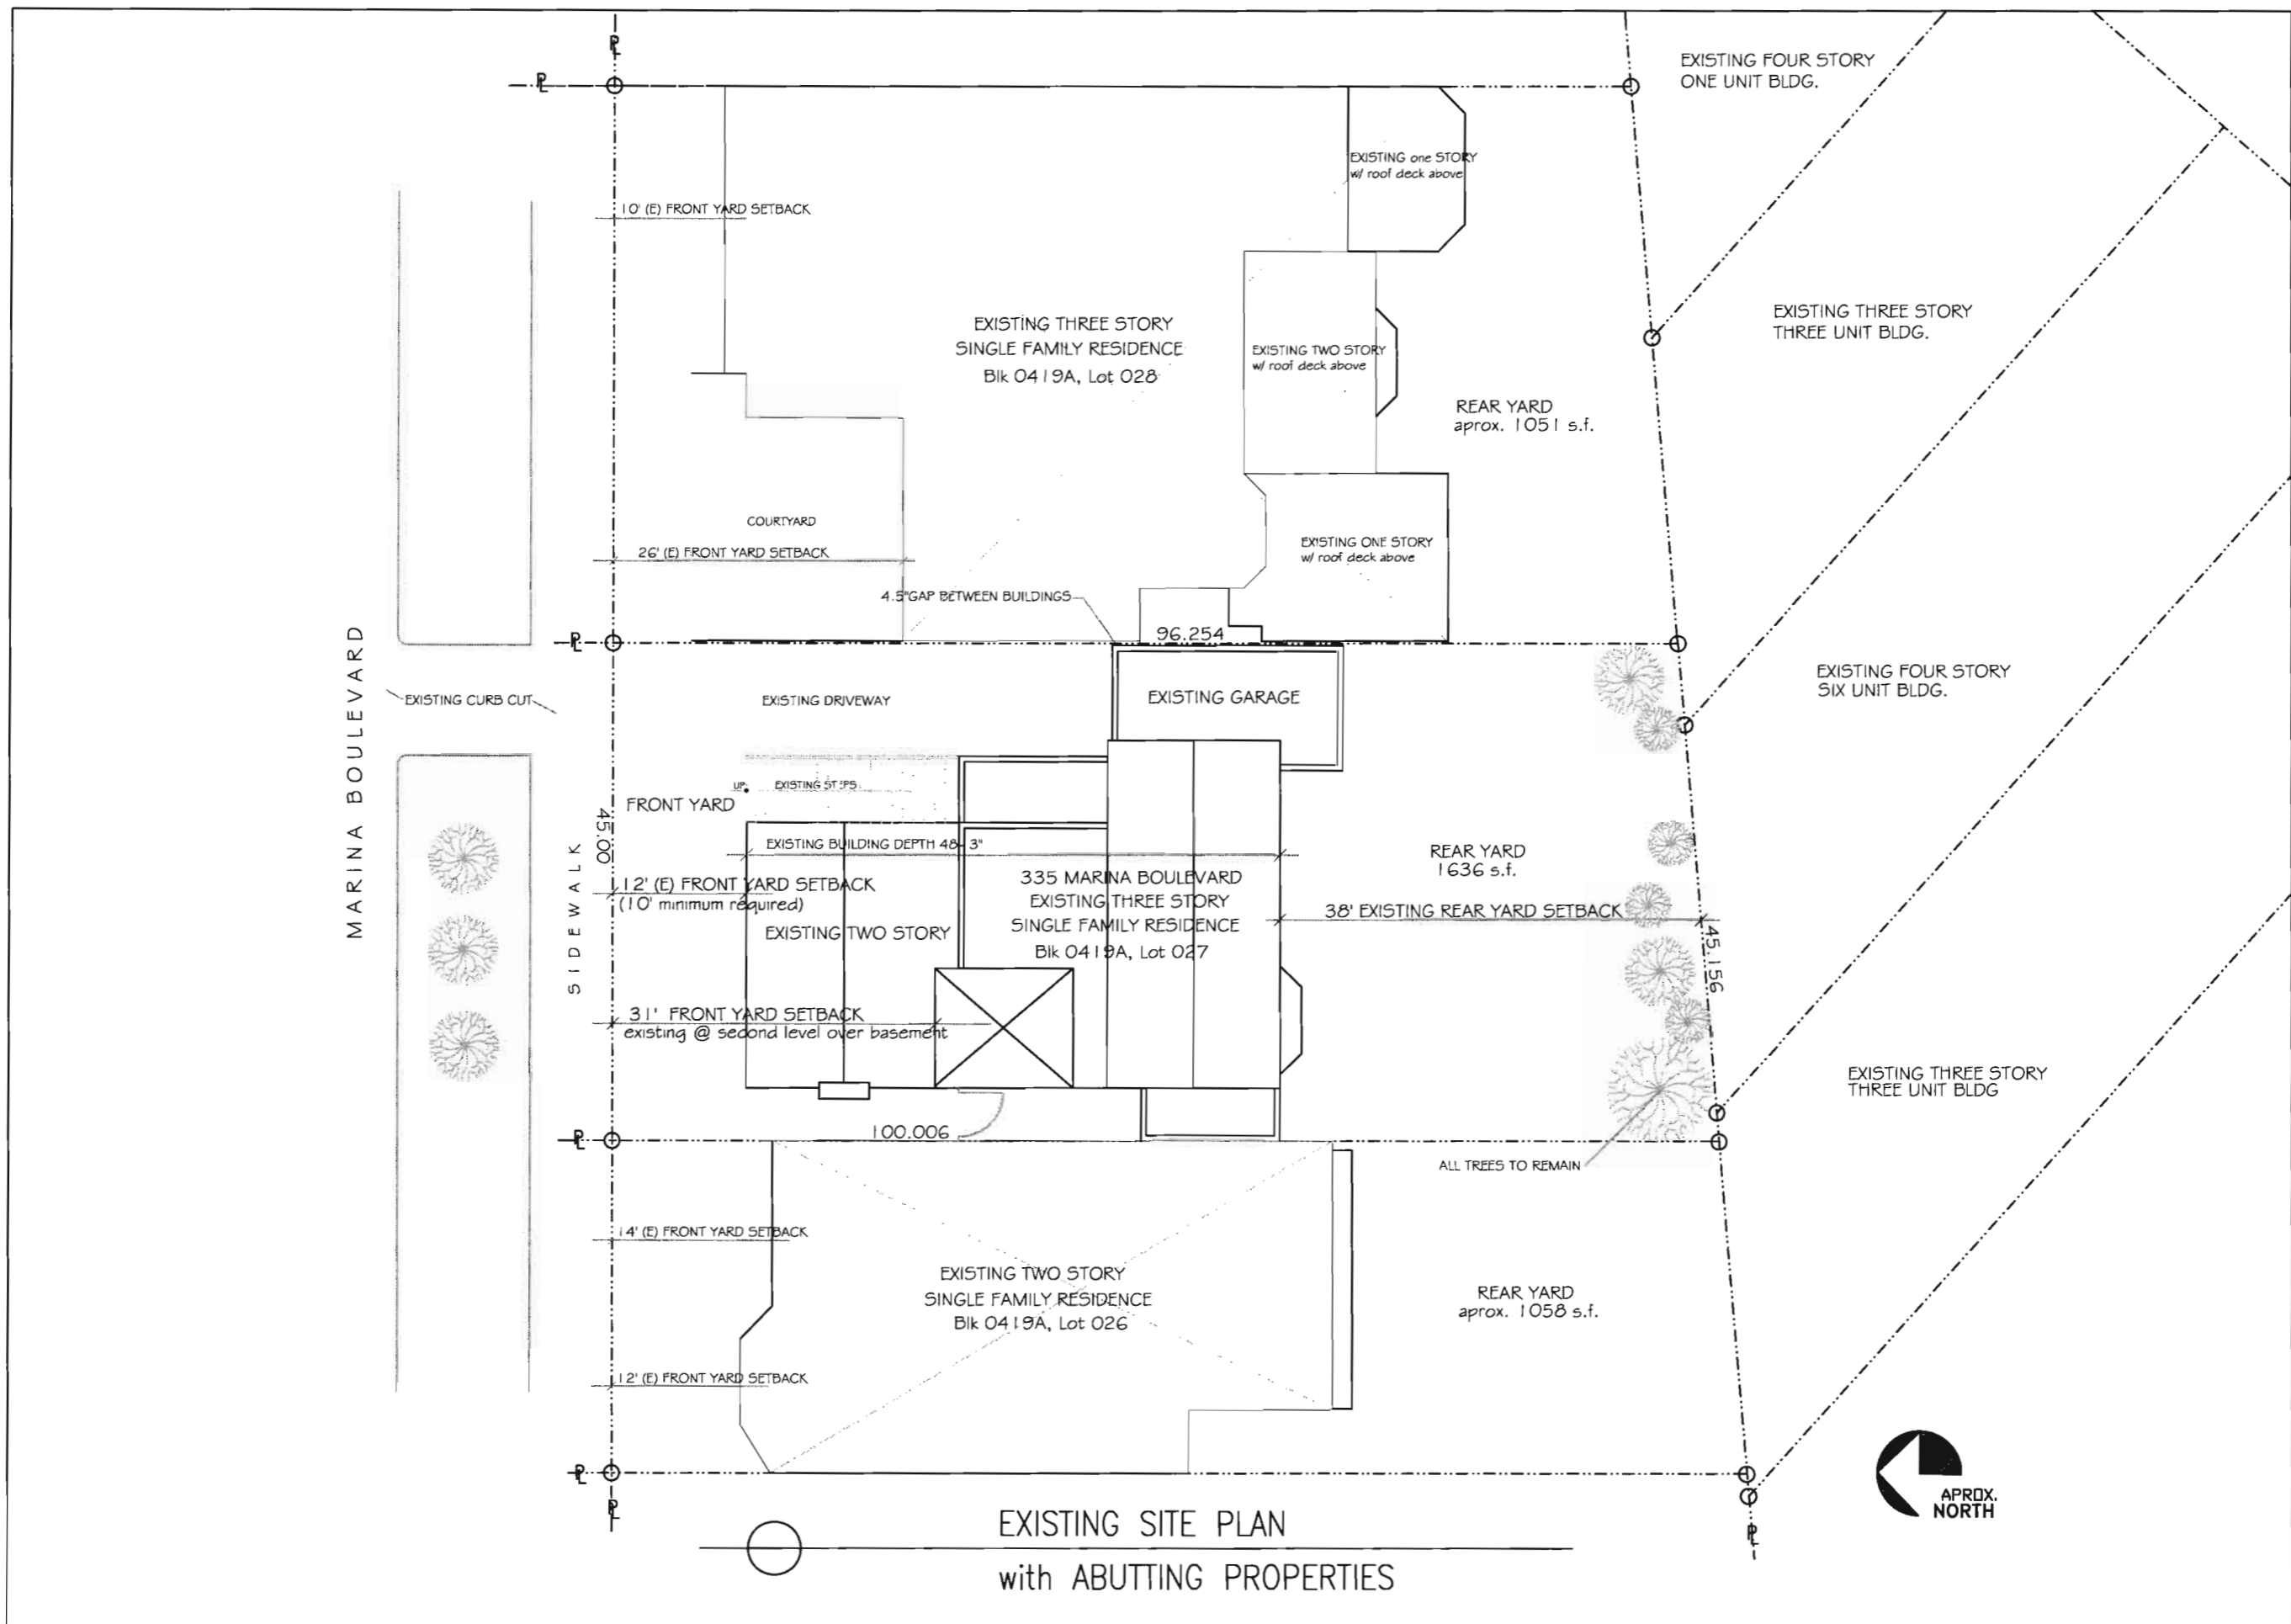 PL
PL
EXISTING FOUR STORY
ONE UNIT BLDG.
EXISTING one STORY
w/ roof deck above
10' (E) FRONT YARD SETBACK
EXISTING THREE STORY
SINGLE FAMILY RESIDENCE
Blk 0419A, Lot 028
EXISTING TWO STORY
w/ roof deck above
EXISTING THREE STORY
THREE UNIT BLDG.
REAR YARD
aprox. 1051 s.f.
COURTYARD
26' (E) FRONT YARD SETBACK
EXISTING ONE STORY
w/ roof deck above
4.5"GAP BETWEEN BUILDINGS
96.254
PL
MARINA BOULEVARD
EXISTING CURB CUT
EXISTING DRIVEWAY
EXISTING GARAGE
EXISTING FOUR STORY
SIX UNIT BLDG.
UP
EXISTING STEPS
FRONT YARD
45.00
SIDEWALK
EXISTING BUILDING DEPTH 48'- 3"
12' (E) FRONT YARD SETBACK
(10' minimum required)
EXISTING TWO STORY
335 MARINA BOULEVARD
EXISTING THREE STORY
SINGLE FAMILY RESIDENCE
Blk 0419A, Lot 027
REAR YARD
1636 s.f.
38' EXISTING REAR YARD SETBACK
45.156
31' FRONT YARD SETBACK
existing @ second level over basement
100.006
PL
EXISTING THREE STORY
THREE UNIT BLDG
ALL TREES TO REMAIN
14' (E) FRONT YARD SETBACK
EXISTING TWO STORY
SINGLE FAMILY RESIDENCE
Blk 0419A, Lot 026
REAR YARD
aprox. 1058 s.f.
12' (E) FRONT YARD SETBACK
PL
PL
PL
APROX.
NORTH
EXISTING SITE PLAN
with ABUTTING PROPERTIES